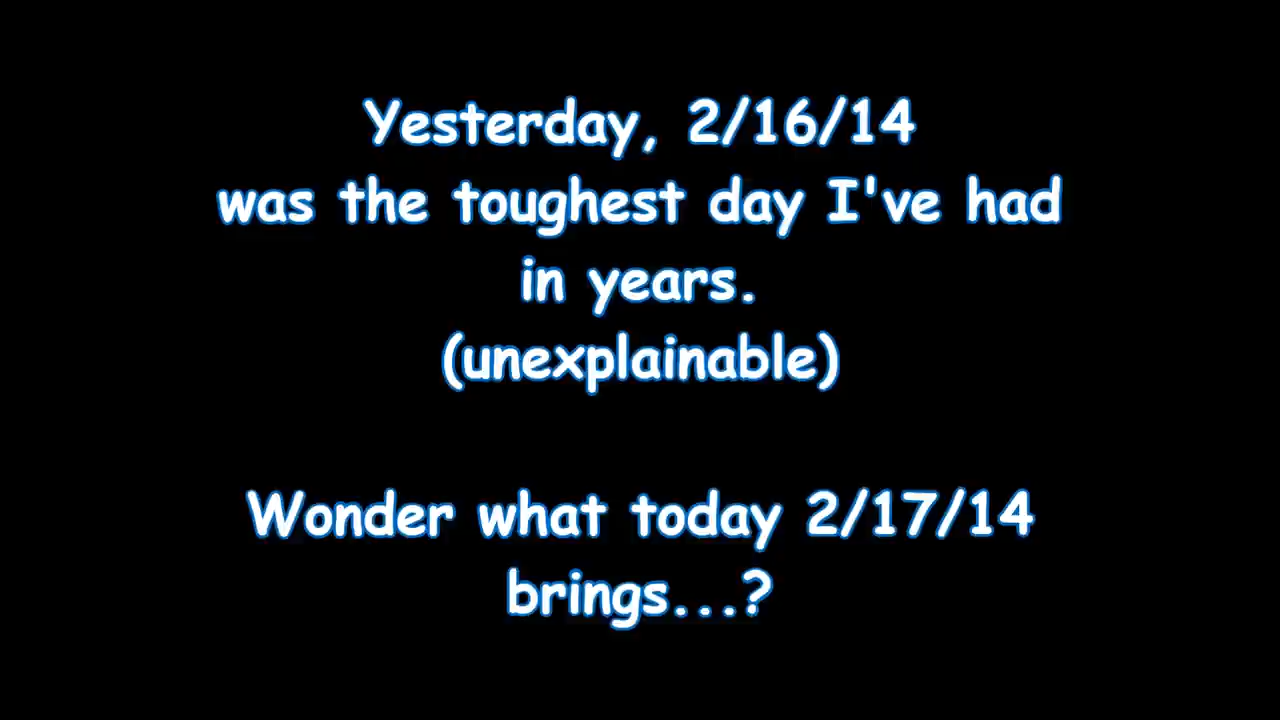 Yesterday, 2/16/14
was the toughest day I've had
in years.
(unexplainable)
Wonder what today 2/17/14
brings...?